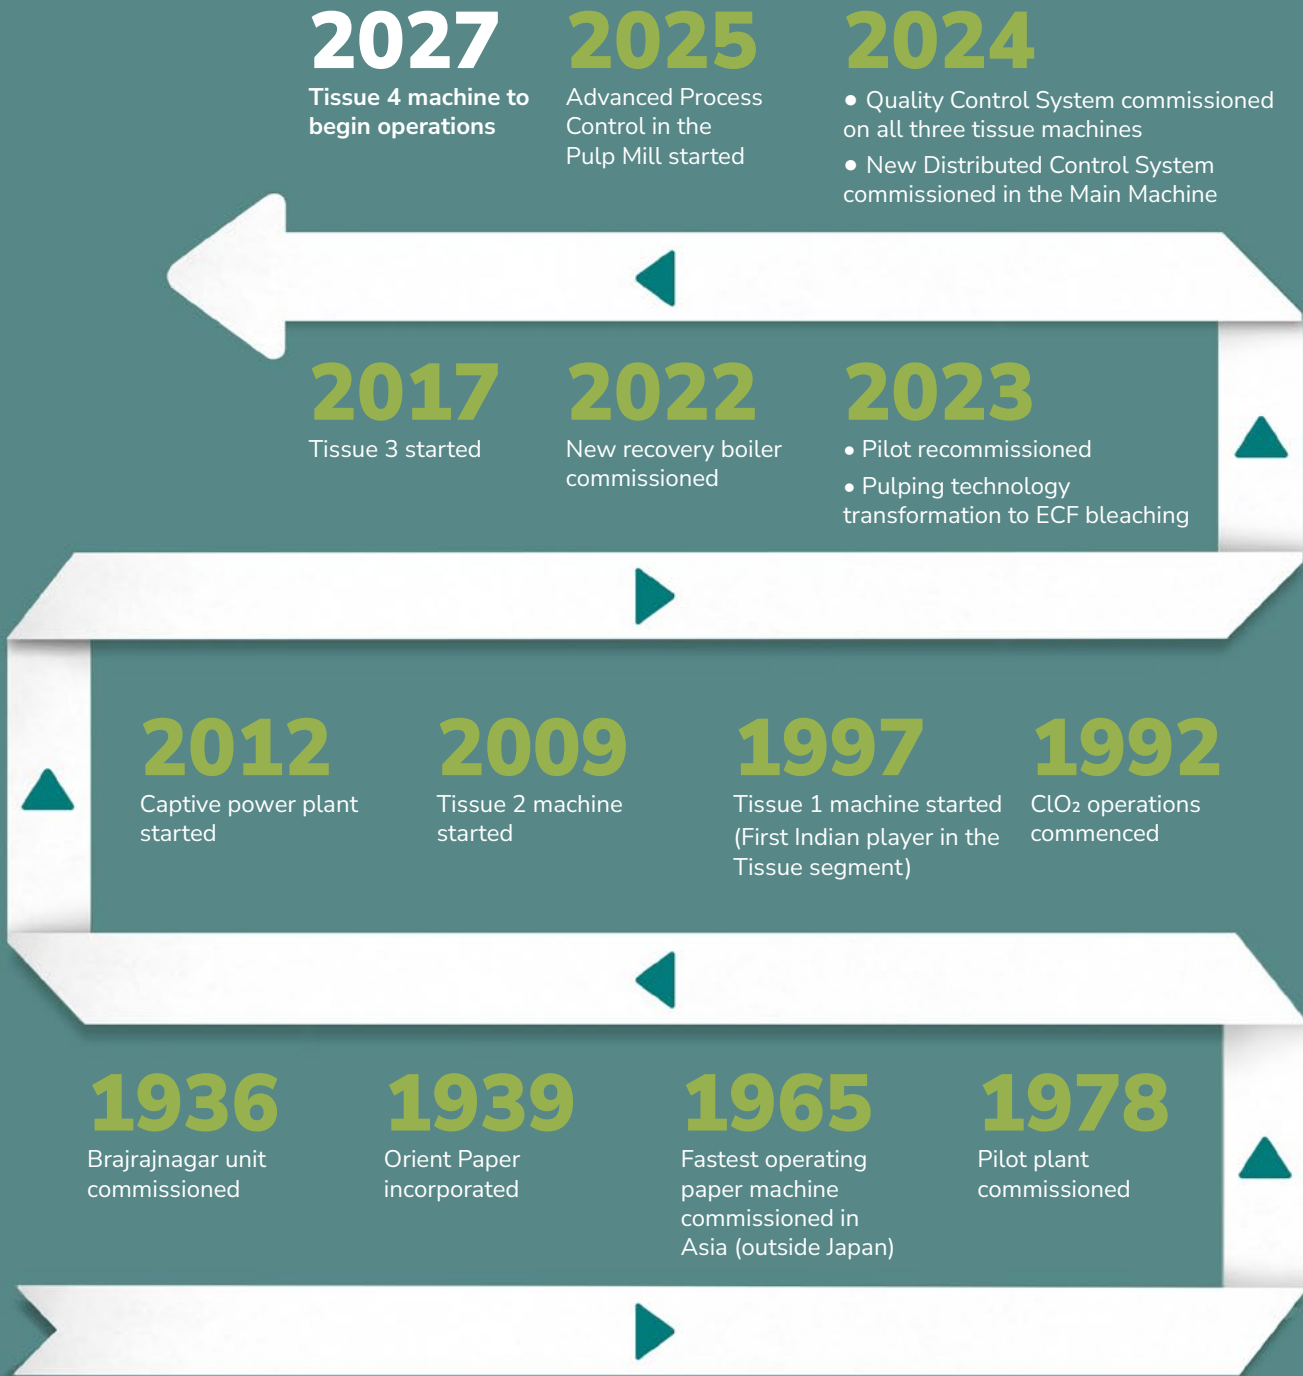 2027
Tissue 4 machine to
begin operations
2025
Advanced Process
Control in the
Pulp Mill started
2024
● Quality Control System commissioned
on all three tissue machines
● New Distributed Control System
commissioned in the Main Machine
2017
Tissue 3 started
2022
New recovery boiler
commissioned
2023
● Pilot recommissioned
● Pulping technology
transformation to ECF bleaching
2012
Captive power plant
started
2009
Tissue 2 machine
started
1997
Tissue 1 machine started
(First Indian player in the
Tissue segment)
1992
ClO₂ operations
commenced
1936
Brajrajnagar unit
commissioned
1939
Orient Paper
incorporated
1965
Fastest operating
paper machine
commissioned in
Asia (outside Japan)
1978
Pilot plant
commissioned